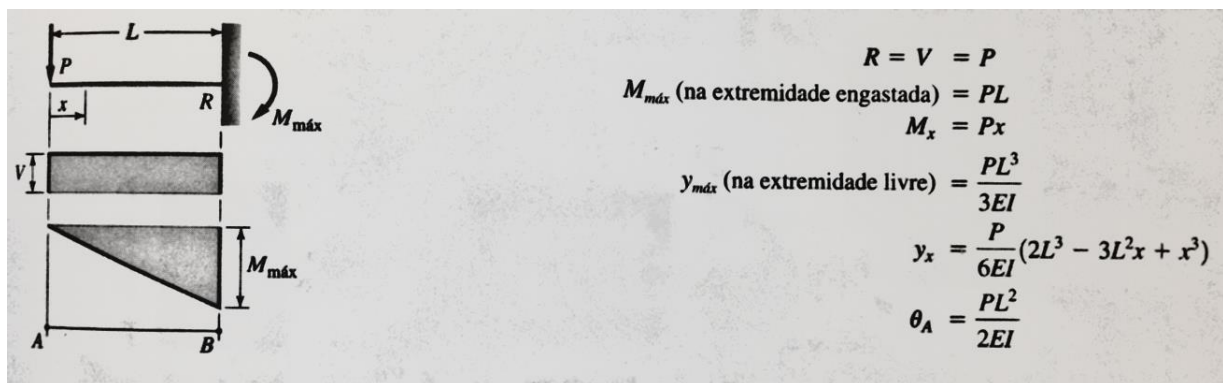 L
P
x
R
M_máx
V
M_máx
A
B
R = V = P
M_máx (na extremidade engastada) = PL
M_x = Px
y_máx (na extremidade livre) = PL³/3EI
y_x = P/6EI (2L³ − 3L²x + x³)
θ_A = PL²/2EI